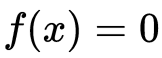 f(x) = 0